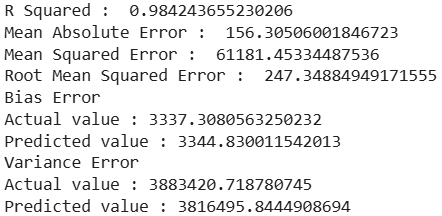 R Squared :  0.984243655230206
Mean Absolute Error :  156.30506001846723
Mean Squared Error :  61181.45334487536
Root Mean Squared Error :  247.34884949171555
Bias Error
Actual value : 3337.3080563250232
Predicted value : 3344.830011542013
Variance Error
Actual value : 3883420.718780745
Predicted value : 3816495.8444908694